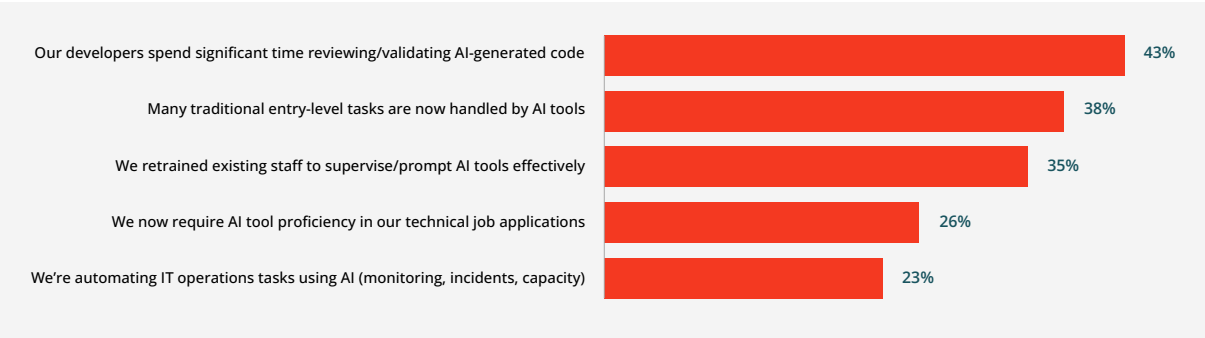 Our developers spend significant time reviewing/validating AI-generated code 43%
Many traditional entry-level tasks are now handled by AI tools 38%
We retrained existing staff to supervise/prompt AI tools effectively 35%
We now require AI tool proficiency in our technical job applications 26%
We’re automating IT operations tasks using AI (monitoring, incidents, capacity) 23%